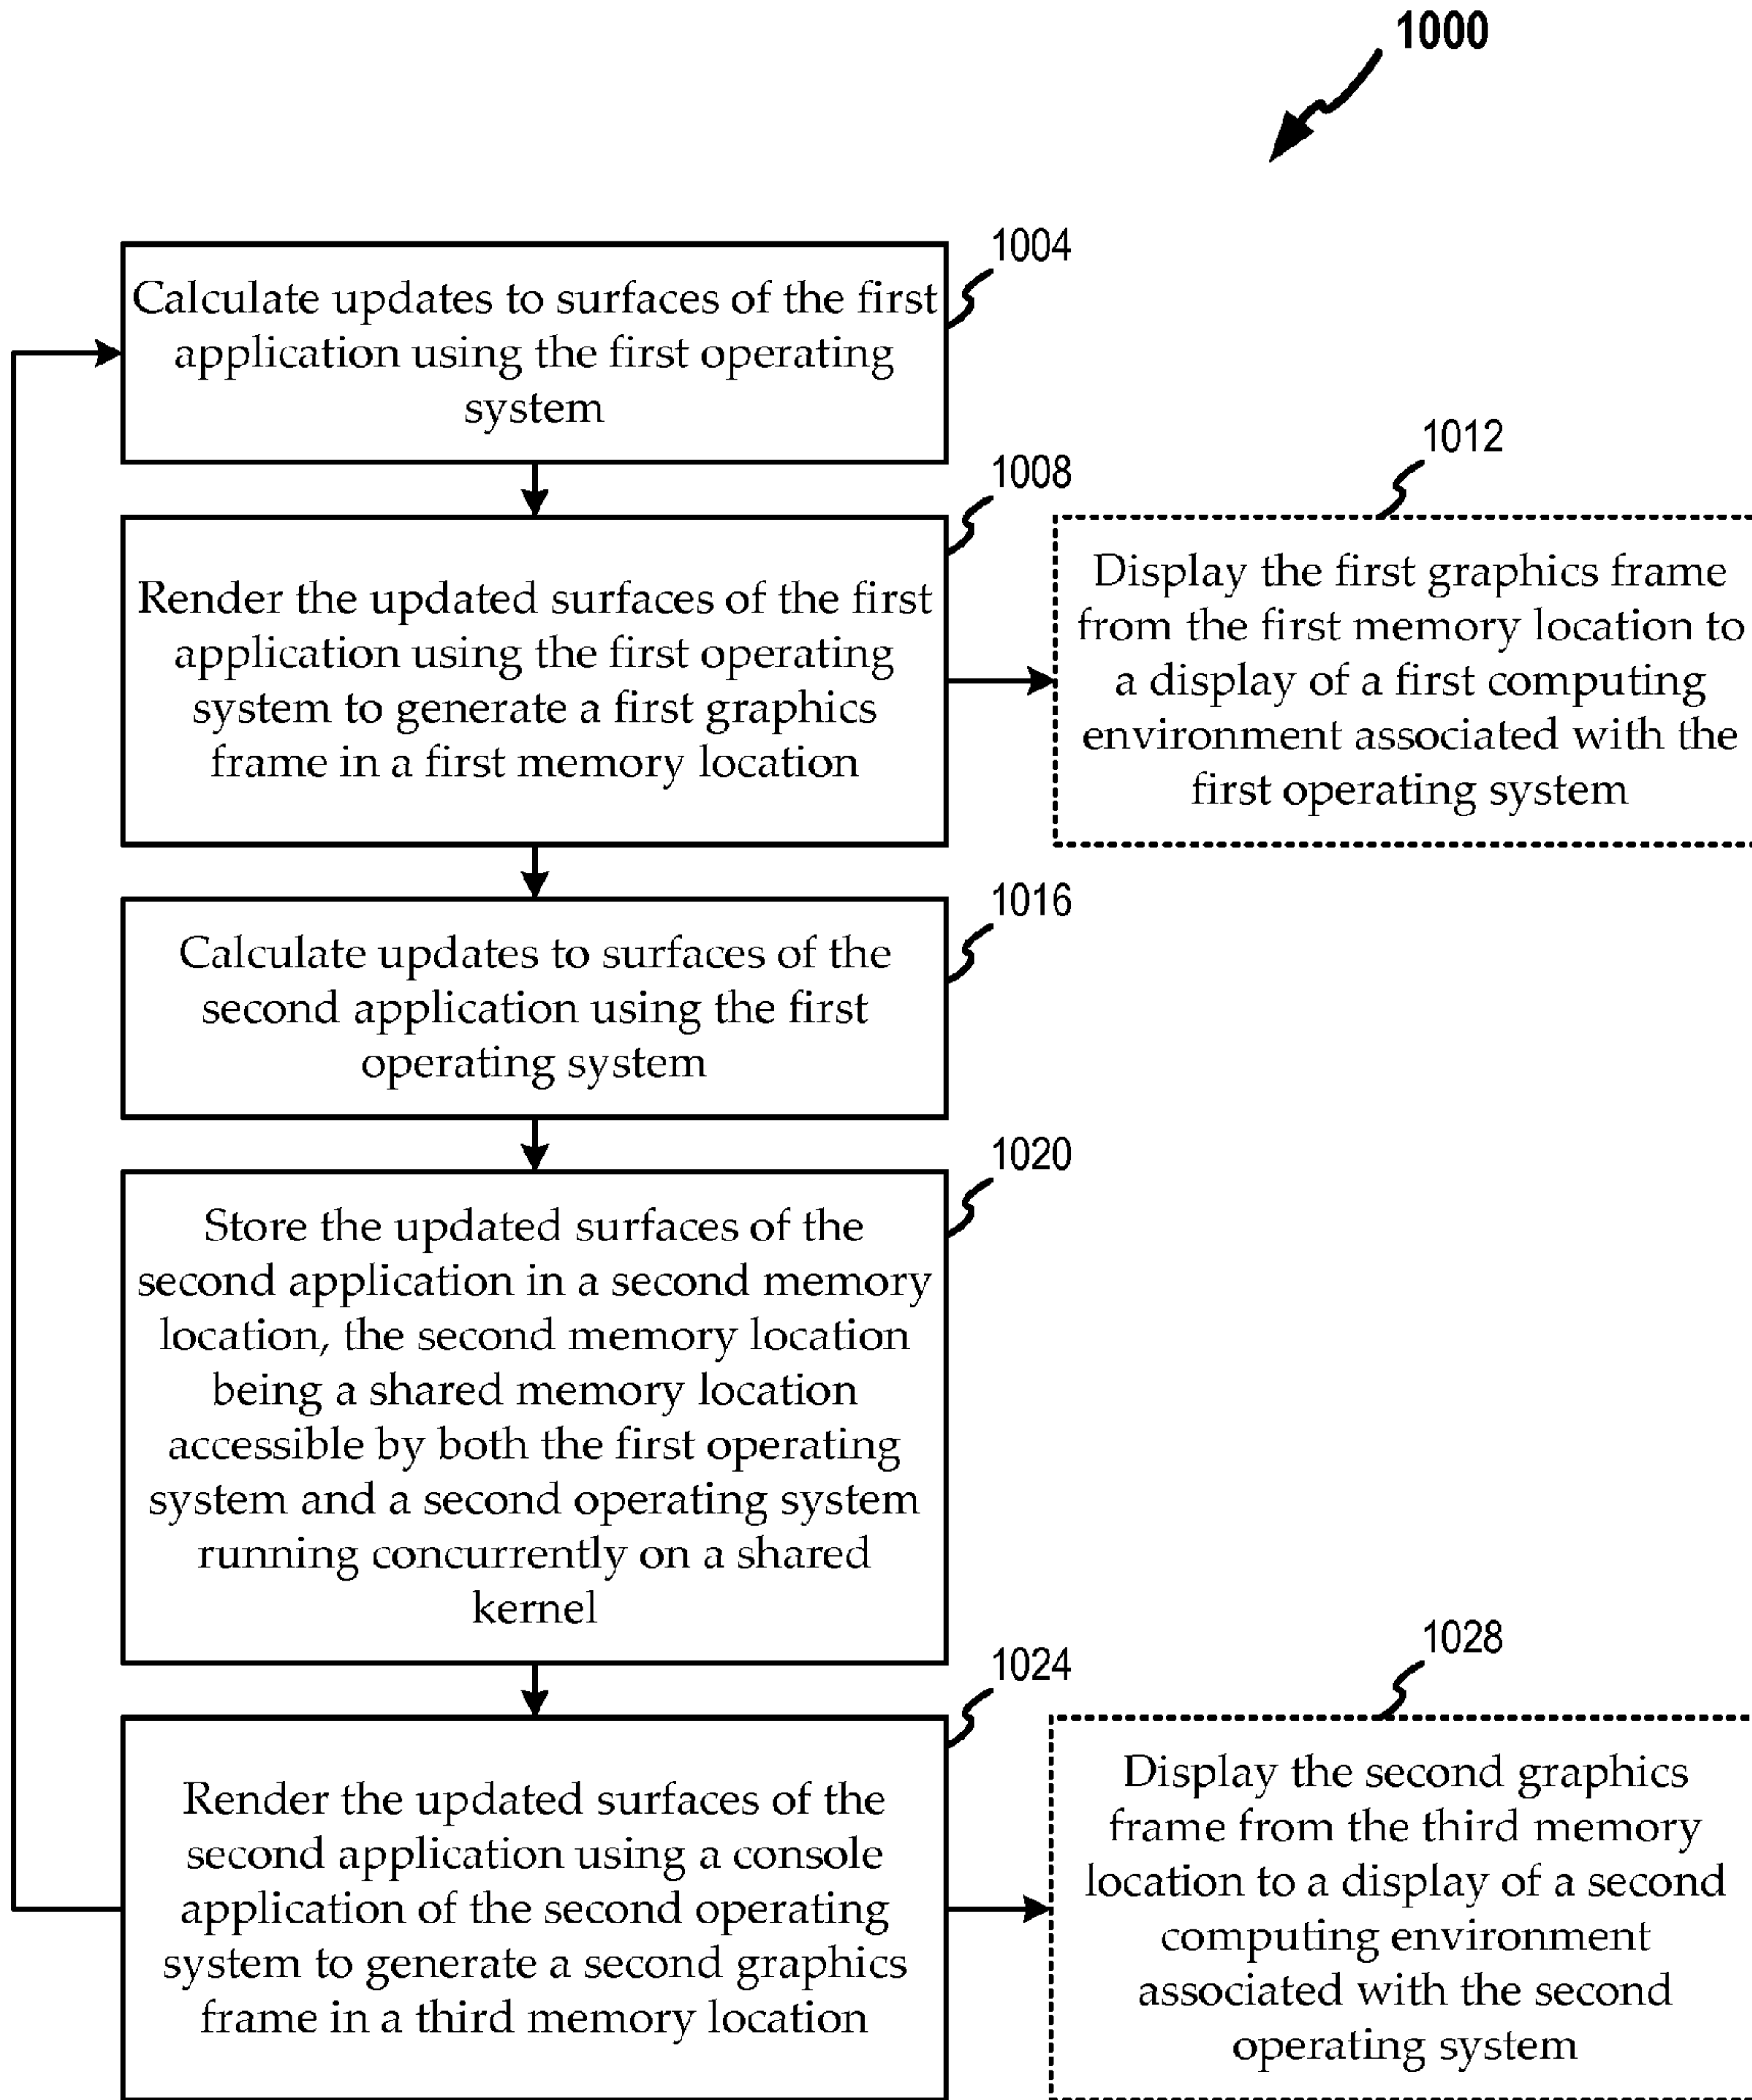 1000
1004
Calculate updates to surfaces of the first
application using the first operating
system
1008
Render the updated surfaces of the first
application using the first operating
system to generate a first graphics
frame in a first memory location
1012
Display the first graphics frame
from the first memory location to
a display of a first computing
environment associated with the
first operating system
1016
Calculate updates to surfaces of the
second application using the first
operating system
1020
Store the updated surfaces of the
second application in a second memory
location, the second memory location
being a shared memory location
accessible by both the first operating
system and a second operating system
running concurrently on a shared
kernel
1024
Render the updated surfaces of the
second application using a console
application of the second operating
system to generate a second graphics
frame in a third memory location
1028
Display the second graphics
frame from the third memory
location to a display of a second
computing environment
associated with the second
operating system